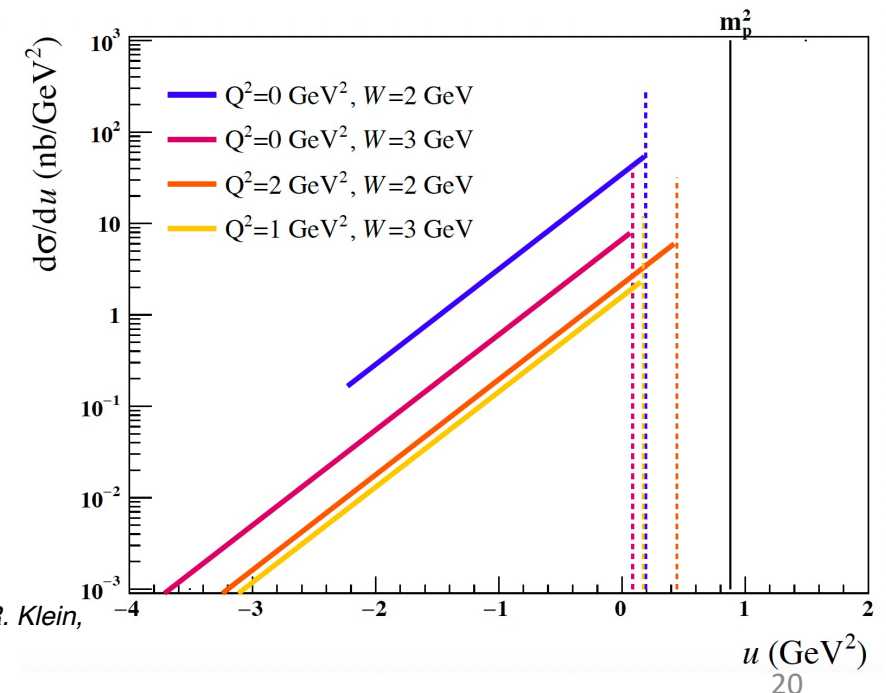 m²ₚ
10³
10²
10
1
10⁻¹
10⁻²
10⁻³
dσ/du (nb/GeV²)
Q²=0 GeV², W=2 GeV
Q²=0 GeV², W=3 GeV
Q²=2 GeV², W=2 GeV
Q²=1 GeV², W=3 GeV
−4 −3 −2 −1 0 1 2
. Klein,
u (GeV²)
20